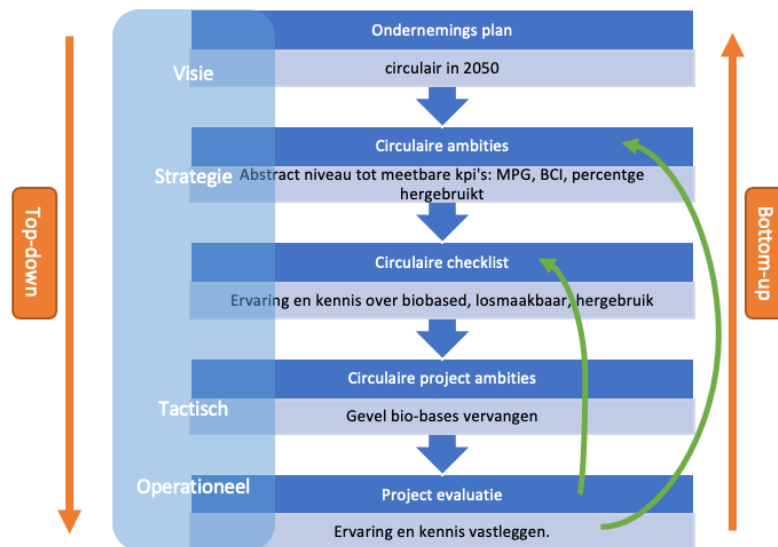 Ondernemings plan
Visie
circulair in 2050
Circulaire ambities
Strategie
Abstract niveau tot meetbare kpi's: MPG, BCI, percentge
hergebruikt
Top-down
Bottom-up
Circulaire checklist
Ervaring en kennis over biobased, losmaakbaar, hergebruik
Circulaire project ambities
Tactisch
Gevel bio-bases vervangen
Operationeel
Project evaluatie
Ervaring en kennis vastleggen.